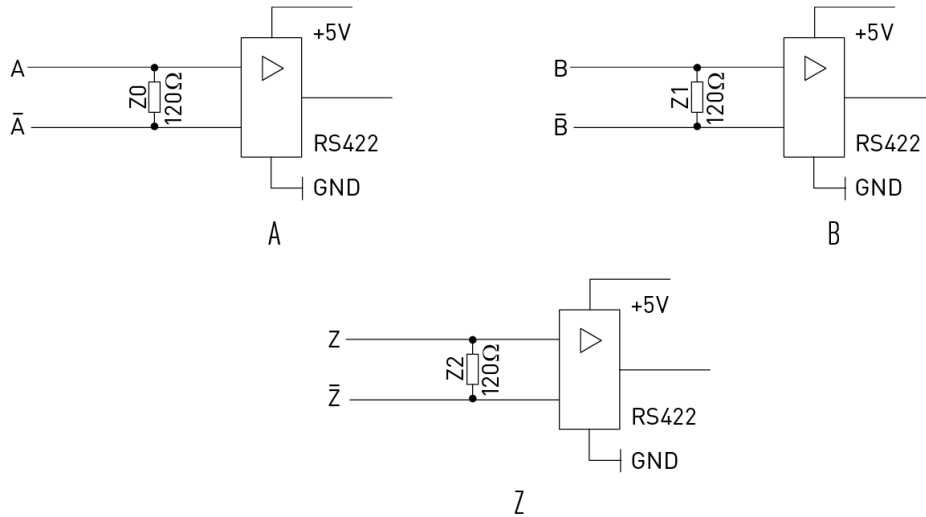 +5V
A
Z0
120Ω
Ā
RS422
GND
A
+5V
B
Z1
120Ω
B̄
RS422
GND
B
+5V
Z
Z2
120Ω
Z̄
RS422
GND
Z